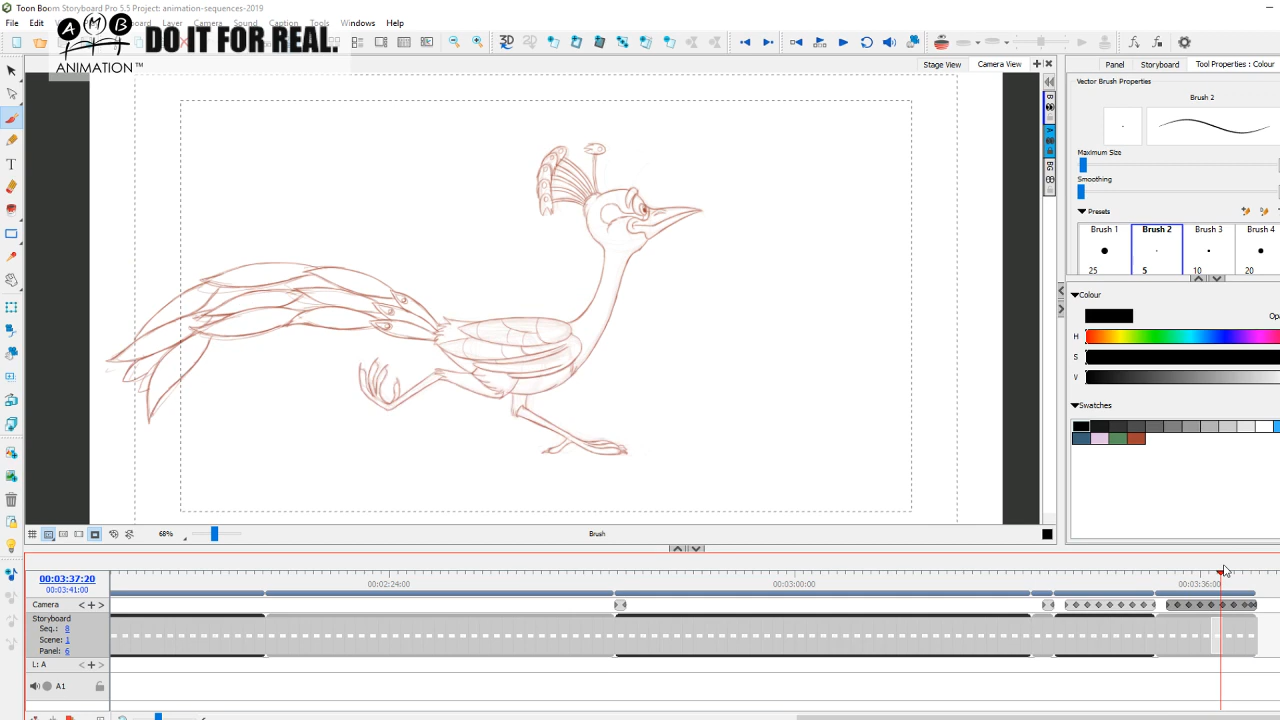 Toon Boom Storyboard Pro 5.5 Project: animation-sequences-2019
File Edit Layer Camera Sound Caption Tools Windows Help
AMB
ANIMATION™
DO IT FOR REAL.
3D 2D
Stage View Camera View
Panel Storyboard Tool Properties : Colour
Vector Brush Properties
Brush 2
Maximum Size
Smoothing
Presets
Brush 1 Brush 2 Brush 3 Brush 4
25 5 10 20
B
A
BG
Colour
H
S
V
Swatches
68%
Brush
00:03:37:20
00:03:41:00
00:02:24:00 00:03:00:00 00:03:36:00
Camera
Storyboard
Seq.: 8
Scene: 1
Panel: 6
L: A
A1